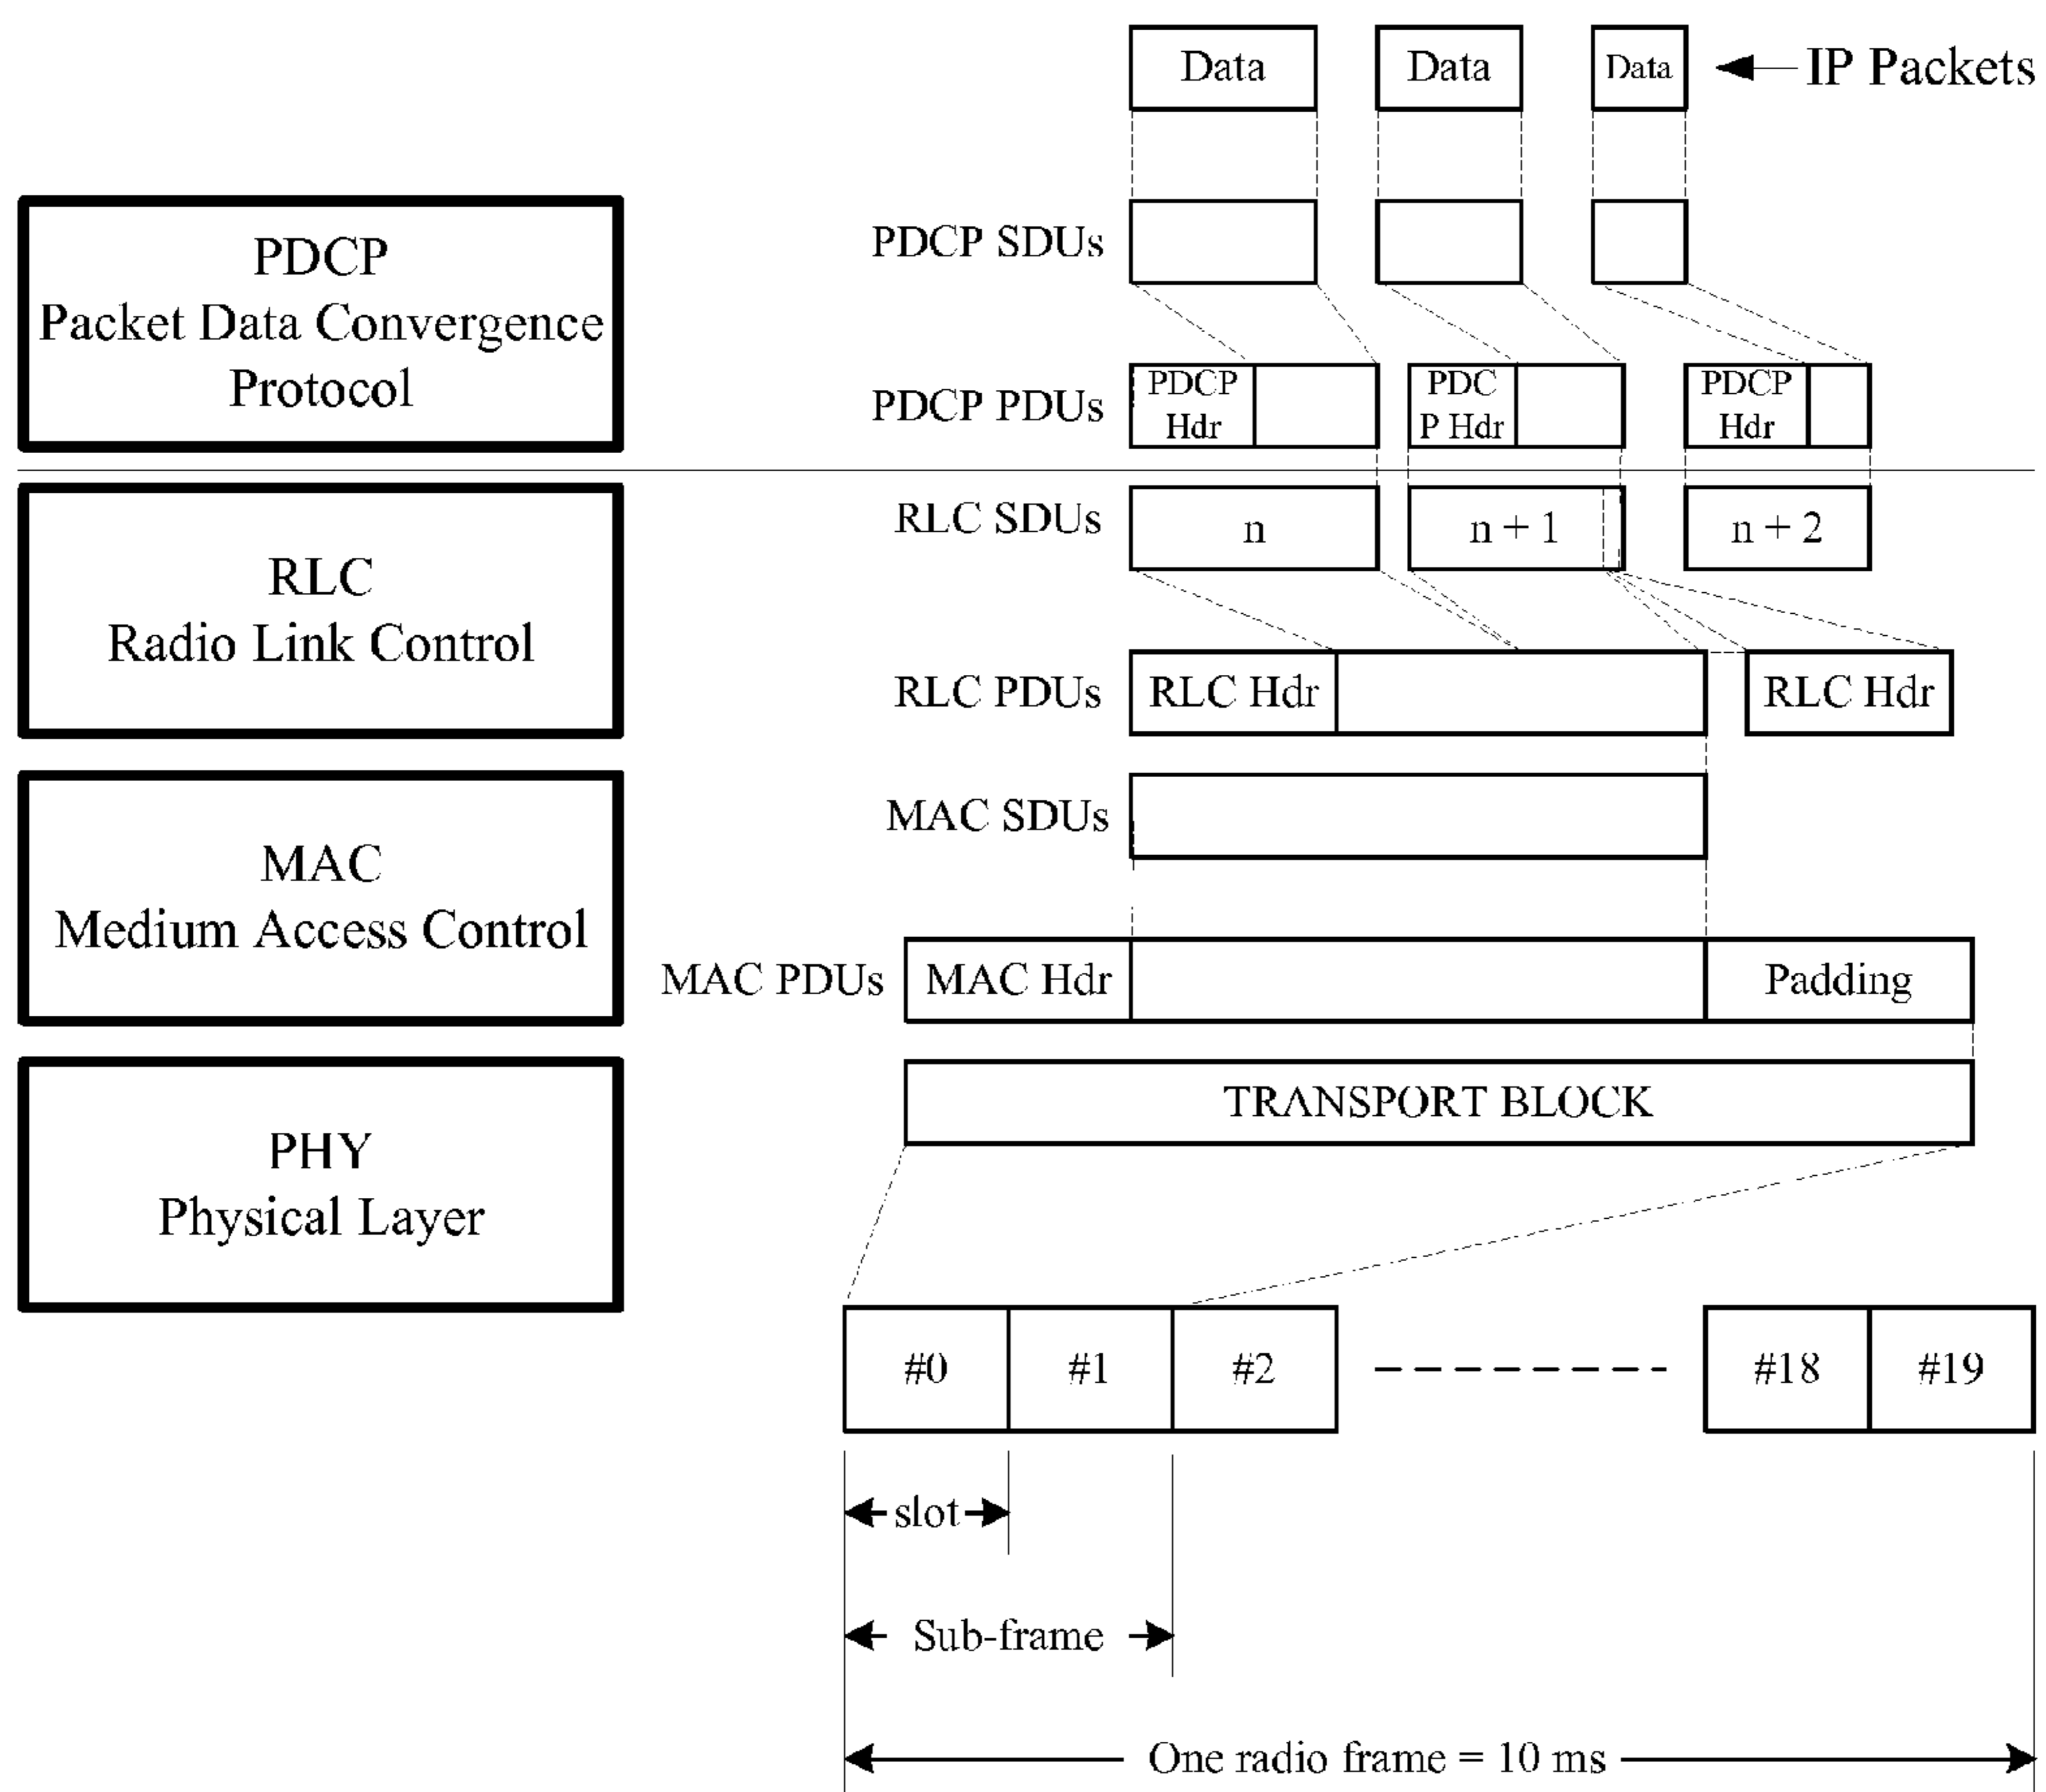 Data
Data
Data
IP Packets
PDCP
Packet Data Convergence
Protocol
PDCP SDUs
PDCP PDUs
PDCP
Hdr
PDC
P Hdr
PDCP
Hdr
RLC
Radio Link Control
RLC SDUs
n
n + 1
n + 2
RLC PDUs
RLC Hdr
RLC Hdr
MAC
Medium Access Control
MAC SDUs
MAC PDUs
MAC Hdr
Padding
PHY
Physical Layer
TRANSPORT BLOCK
#0
#1
#2
#18
#19
slot
Sub-frame
One radio frame = 10 ms